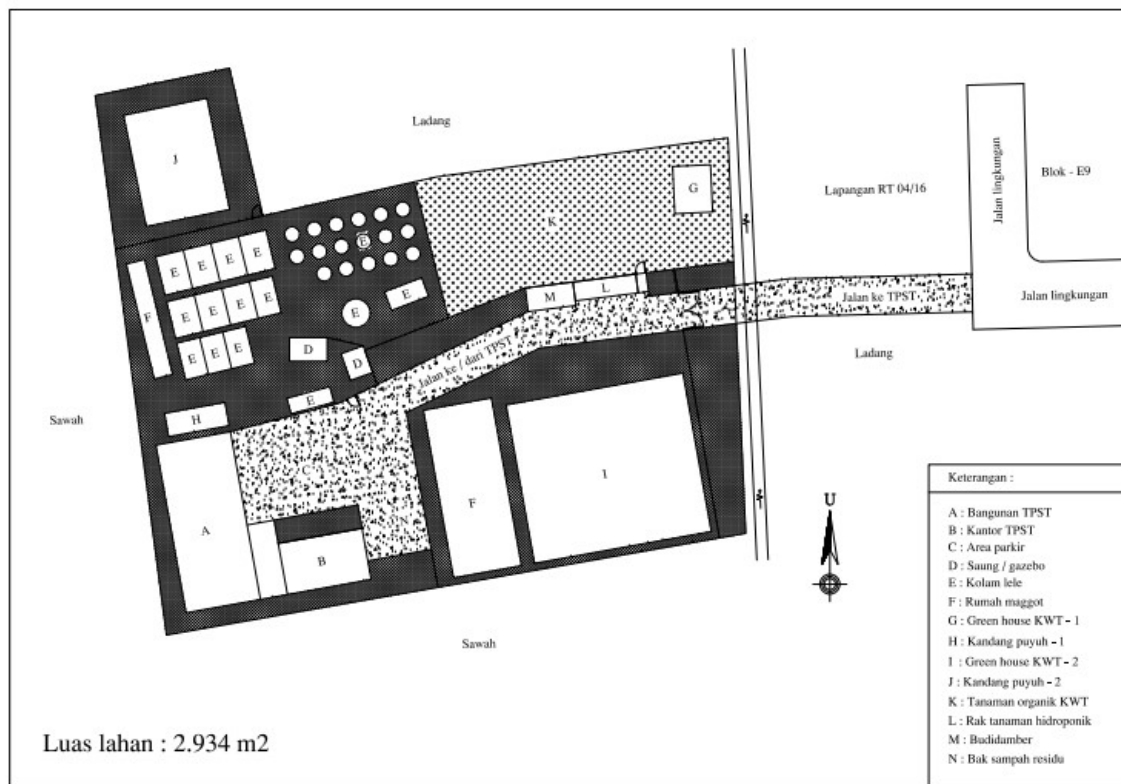 Ladang
J
G
Lapangan RT 04/16
Jalan lingkungan
Blok - E9
K
E
E E E E
E E E E
E E E
F
E
E
M
L
Jalan ke TPST
Jalan lingkungan
D
D
Jalan ke / dari TPST
Ladang
Sawah
H
E
C
A
B
N
F
I
Sawah
U
Keterangan :
A : Bangunan TPST
B : Kantor TPST
C : Area parkir
D : Saung / gazebo
E : Kolam lele
F : Rumah maggot
G : Green house KWT - 1
H : Kandang puyuh - 1
I : Green house KWT - 2
J : Kandang puyuh - 2
K : Tanaman organik KWT
L : Rak tanaman hidroponik
M : Budidamber
N : Bak sampah residu
Luas lahan : 2.934 m2